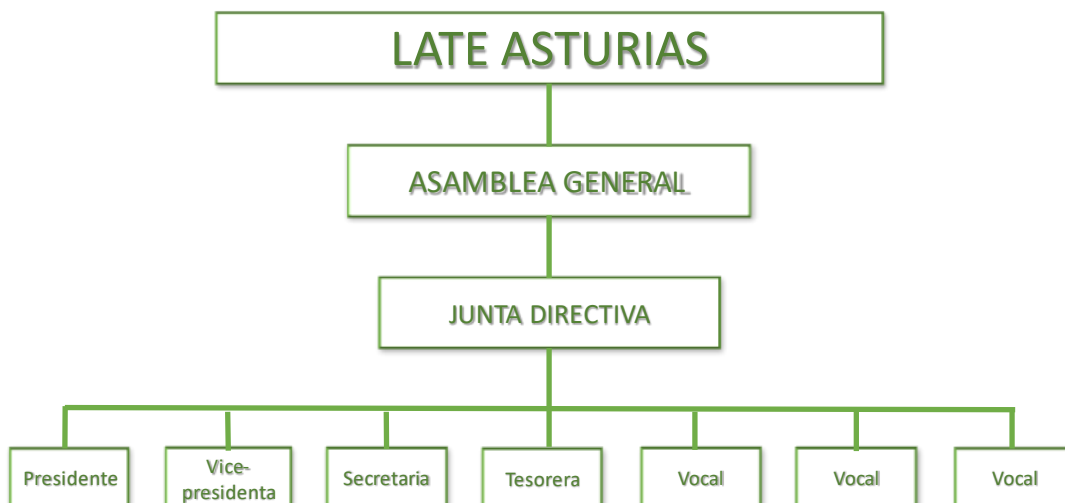 LATE ASTURIAS
ASAMBLEA GENERAL
JUNTA DIRECTIVA
Presidente
Vice-
presidenta
Secretaria
Tesorera
Vocal
Vocal
Vocal